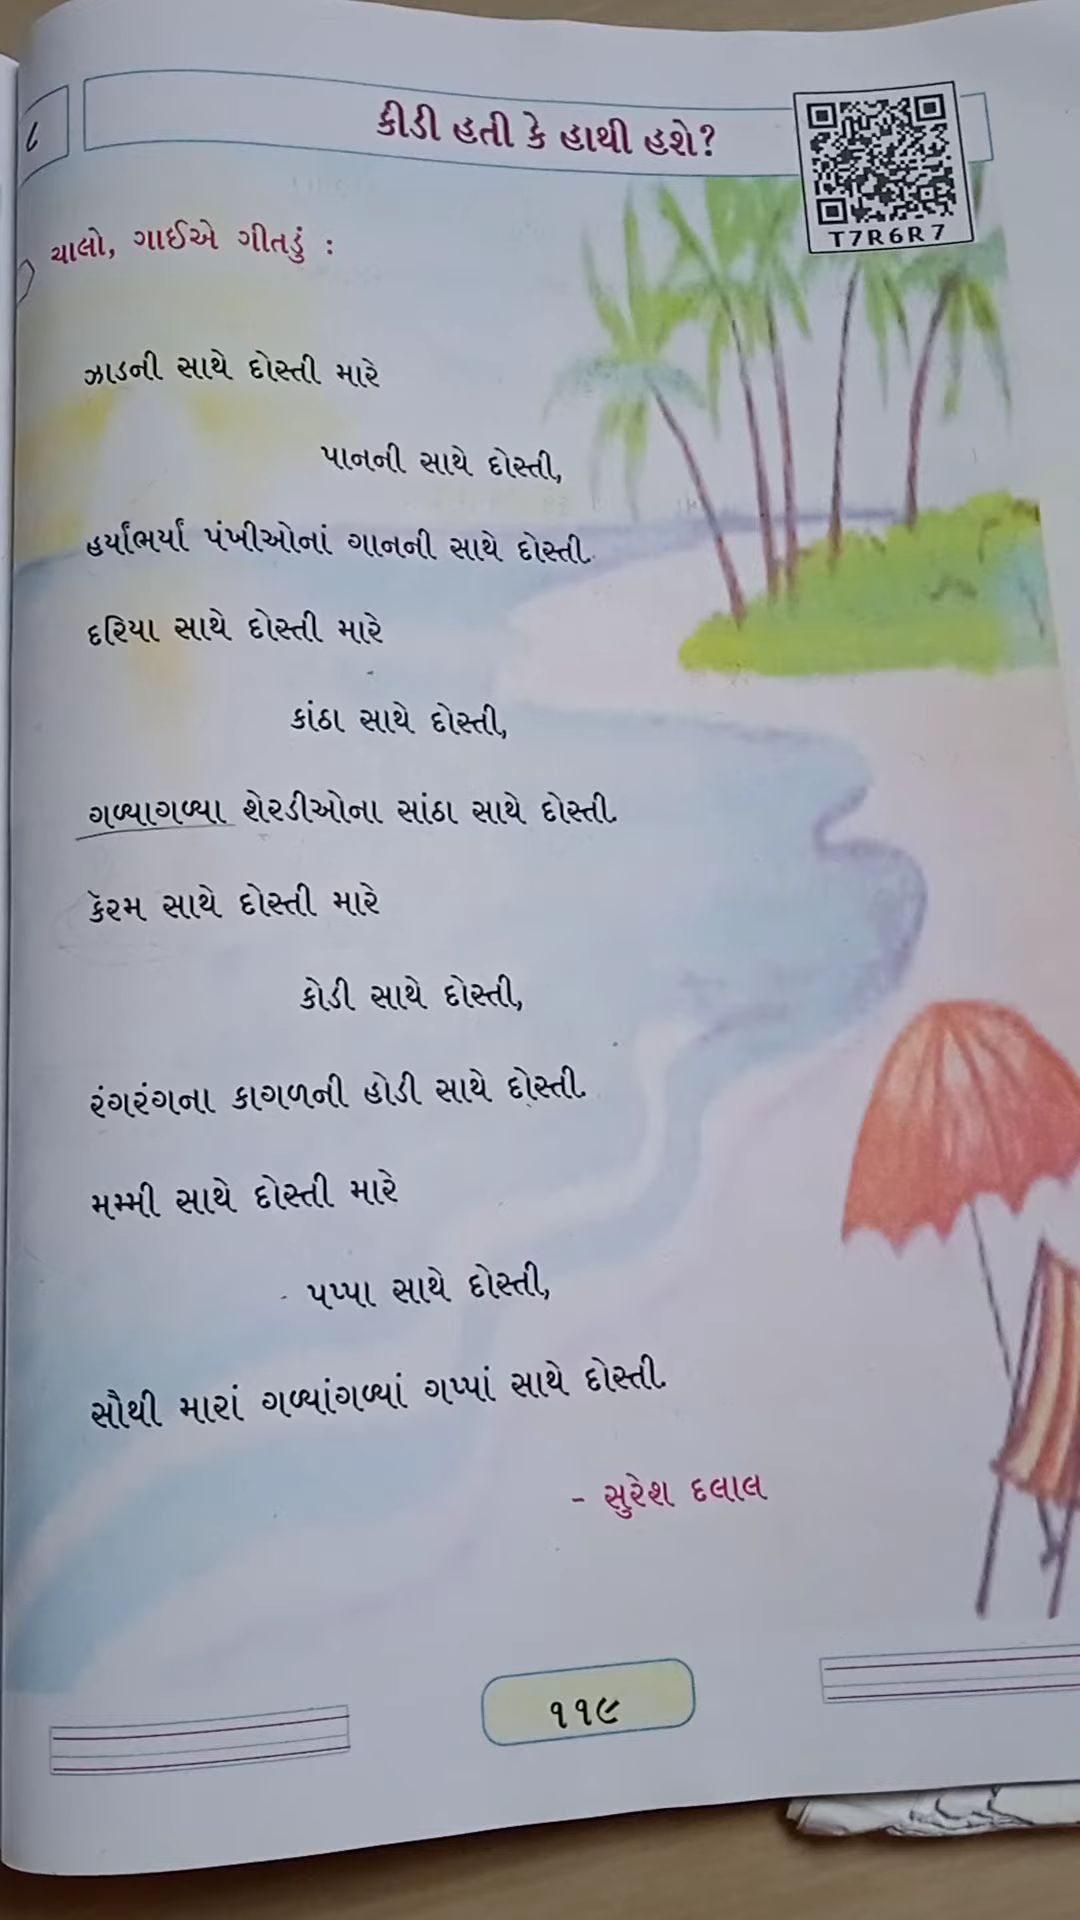 ૮
કીડી હતી કે હાથી હશે?
T7R6R7
ચાલો, ગાઈએ ગીતડું :
ઝાડની સાથે દોસ્તી મારે
પાનની સાથે દોસ્તી,
હર્યાંભર્યાં પંખીઓનાં ગાનની સાથે દોસ્તી.
દરિયા સાથે દોસ્તી મારે
કાંઠા સાથે દોસ્તી,
ગળ્યાગળ્યા શેરડીઓના સાંઠા સાથે દોસ્તી.
કૅરમ સાથે દોસ્તી મારે
કોડી સાથે દોસ્તી,
રંગરંગના કાગળની હોડી સાથે દોસ્તી.
મમ્મી સાથે દોસ્તી મારે
પપ્પા સાથે દોસ્તી,
સૌથી મારાં ગળ્યાંગળ્યાં ગપ્પાં સાથે દોસ્તી.
- સુરેશ દલાલ
૧૧૯